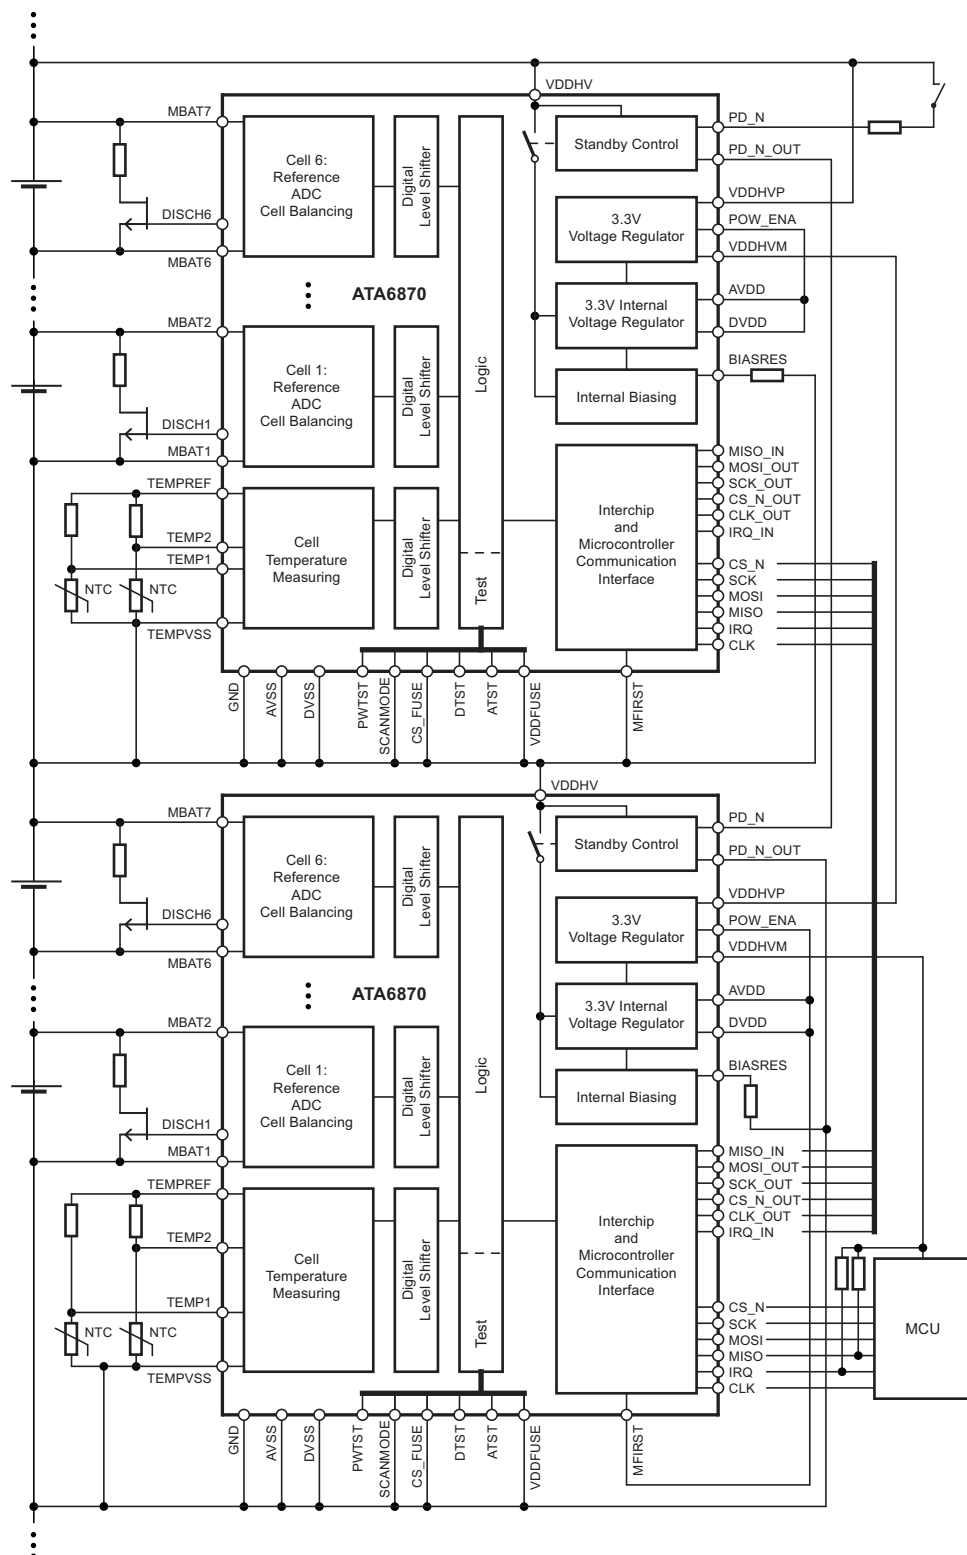 VDDHV
MBAT7
PD_N
Cell 6:
Reference
ADC
Cell Balancing
Digital
Level Shifter
Standby Control
PD_N_OUT
VDDHVP
DISCH6
3.3V
Voltage Regulator
POW_ENA
MBAT6
VDDHVM
ATA6870
3.3V Internal
Voltage Regulator
AVDD
MBAT2
DVDD
Cell 1:
Reference
ADC
Cell Balancing
Digital
Level Shifter
Logic
BIASRES
Internal Biasing
DISCH1
MBAT1
MISO_IN
MOSI_OUT
SCK_OUT
CS_N_OUT
CLK_OUT
IRQ_IN
TEMPREF
TEMP2
TEMP1
NTC
NTC
TEMPVSS
Cell
Temperature
Measuring
Digital
Level Shifter
Test
Interchip
and
Microcontroller
Communication
Interface
CS_N
SCK
MOSI
MISO
IRQ
CLK
GND
AVSS
DVSS
PWTST
SCANMODE
CS_FUSE
DTST
ATST
VDDFUSE
MFIRST
VDDHV
MBAT7
PD_N
Cell 6:
Reference
ADC
Cell Balancing
Digital
Level Shifter
Standby Control
PD_N_OUT
VDDHVP
DISCH6
3.3V
Voltage Regulator
POW_ENA
MBAT6
VDDHVM
ATA6870
3.3V Internal
Voltage Regulator
AVDD
MBAT2
DVDD
Cell 1:
Reference
ADC
Cell Balancing
Digital
Level Shifter
Logic
BIASRES
Internal Biasing
DISCH1
MBAT1
MISO_IN
MOSI_OUT
SCK_OUT
CS_N_OUT
CLK_OUT
IRQ_IN
TEMPREF
TEMP2
TEMP1
NTC
NTC
TEMPVSS
Cell
Temperature
Measuring
Digital
Level Shifter
Test
Interchip
and
Microcontroller
Communication
Interface
CS_N
SCK
MOSI
MISO
IRQ
CLK
MCU
GND
AVSS
DVSS
PWTST
SCANMODE
CS_FUSE
DTST
ATST
VDDFUSE
MFIRST